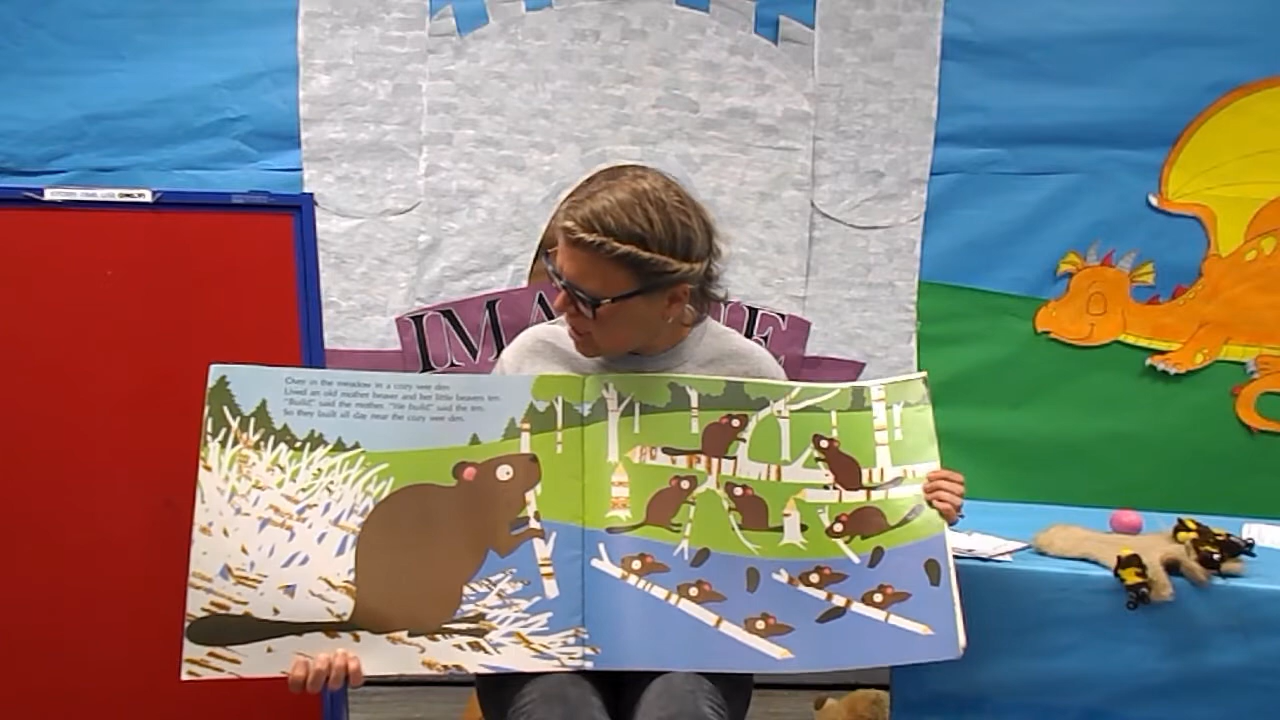 ONLY!
IMA NE
Over in the meadow in a cozy wee den
Lived an old mother beaver and her little beavers ten.
"Build," said the mother. "We build," said the ten.
So they built all day near the cozy wee den.